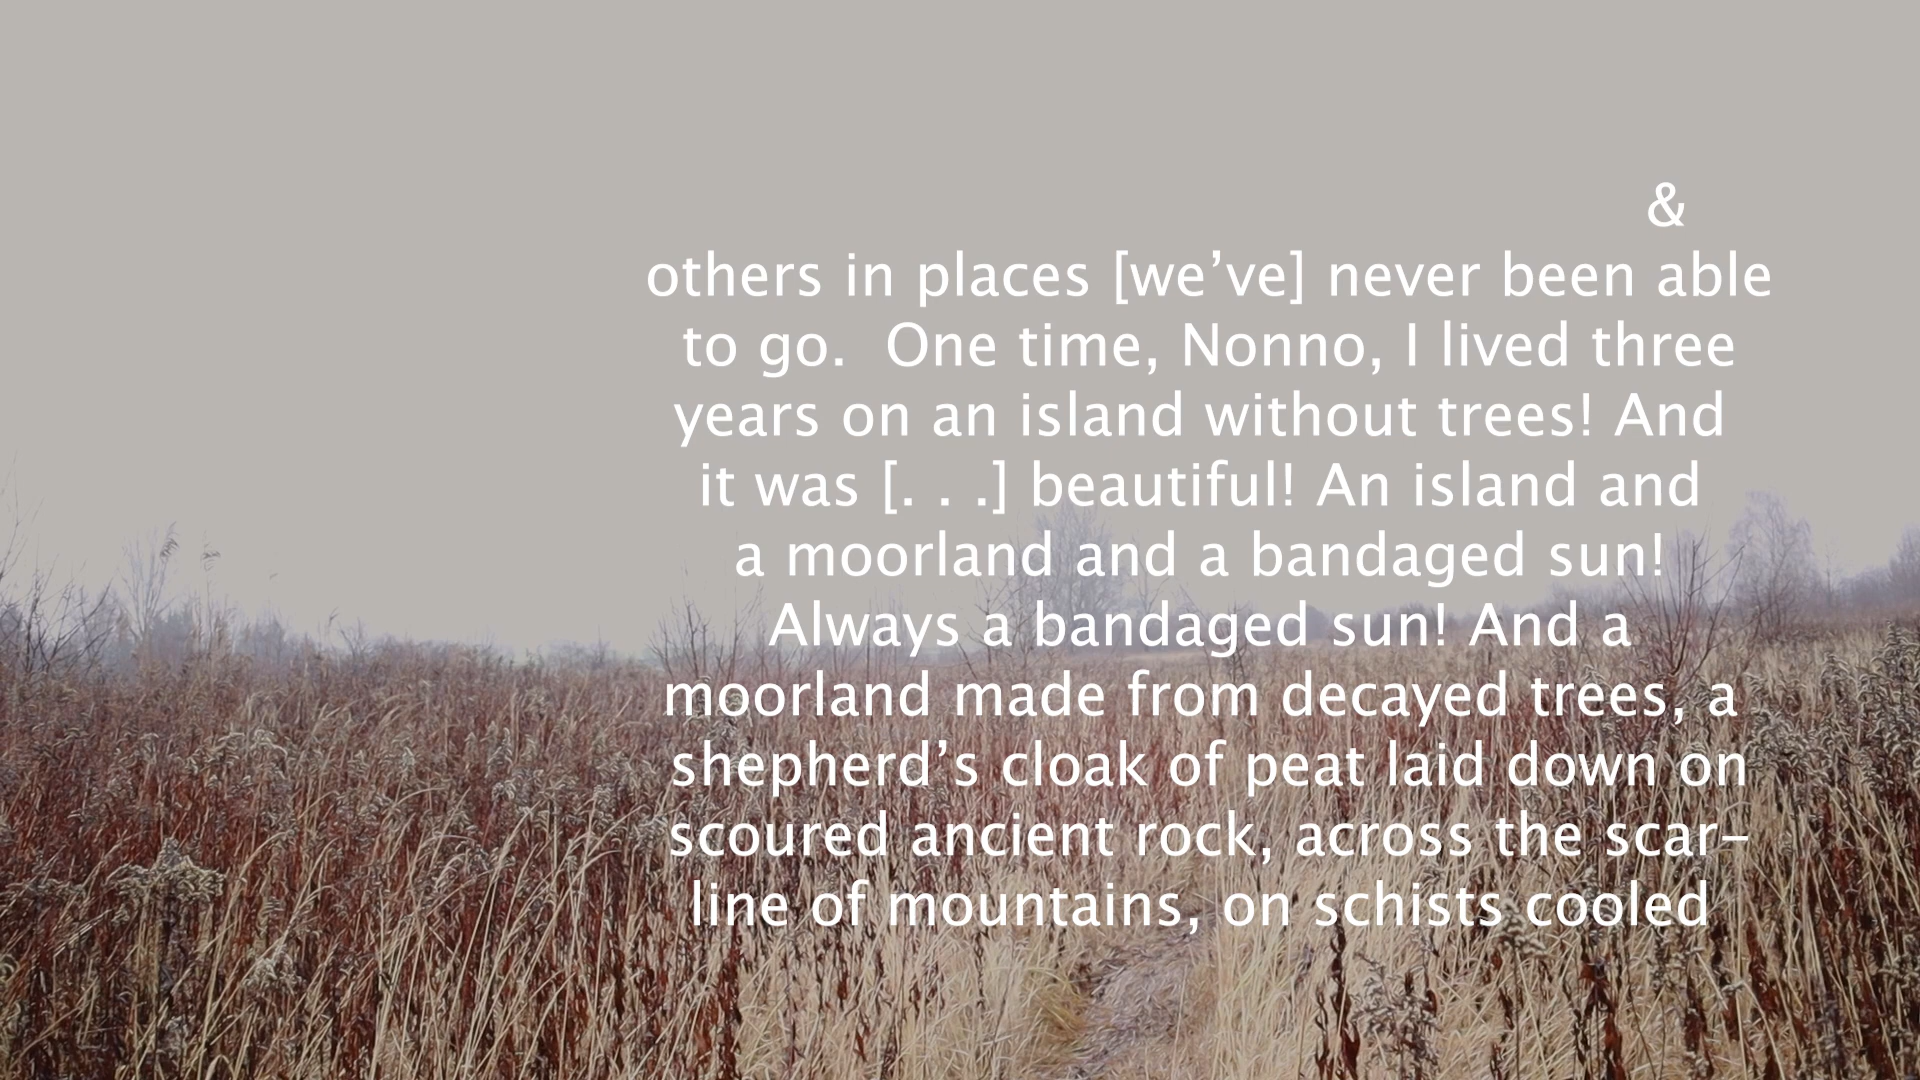 &
others in places [we’ve] never been able
to go.  One time, Nonno, I lived three
years on an island without trees! And
it was [. . .] beautiful! An island and
a moorland and a bandaged sun!
Always a bandaged sun! And a
moorland made from decayed trees, a
shepherd’s cloak of peat laid down on
scoured ancient rock, across the scar-
line of mountains, on schists cooled